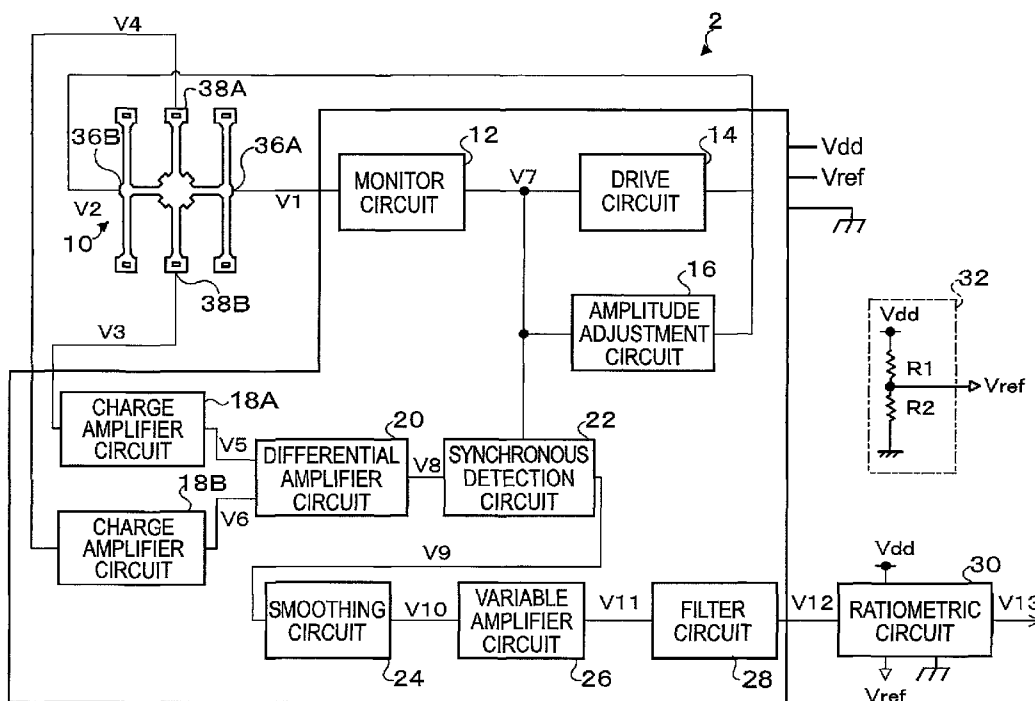 V4
2
38A
36B
36A
12
14
MONITOR
CIRCUIT
V7
DRIVE
CIRCUIT
Vdd
Vref
V2
V1
10
38B
16
AMPLITUDE
ADJUSTMENT
CIRCUIT
32
Vdd
R1
Vref
R2
V3
18A
CHARGE
AMPLIFIER
CIRCUIT
V5
20
DIFFERENTIAL
AMPLIFIER
CIRCUIT
V8
22
SYNCHRONOUS
DETECTION
CIRCUIT
18B
V6
CHARGE
AMPLIFIER
CIRCUIT
V9
Vdd
30
SMOOTHING
CIRCUIT
V10
VARIABLE
AMPLIFIER
CIRCUIT
V11
FILTER
CIRCUIT
V12
RATIOMETRIC
CIRCUIT
V13
24
26
28
Vref